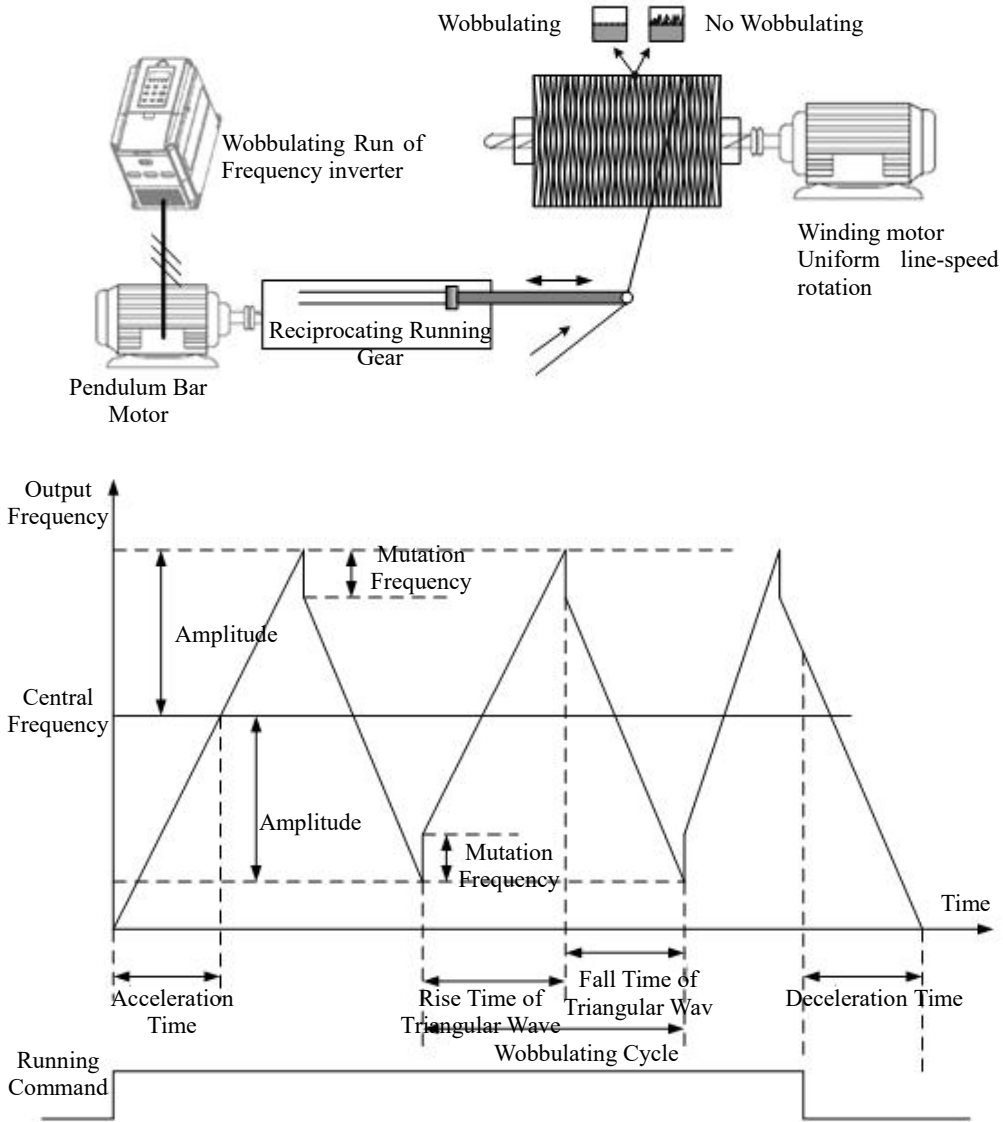 Wobbulating
No Wobbulating
Wobbulating Run of
Frequency inverter
Winding motor
Uniform line-speed
rotation
Reciprocating Running
Gear
Pendulum Bar
Motor
Output
Frequency
Mutation
Frequency
Amplitude
Central
Frequency
Amplitude
Mutation
Frequency
Time
Acceleration
Time
Rise Time of
Triangular Wave
Fall Time of
Triangular Wav
Deceleration Time
Wobbulating Cycle
Running
Command